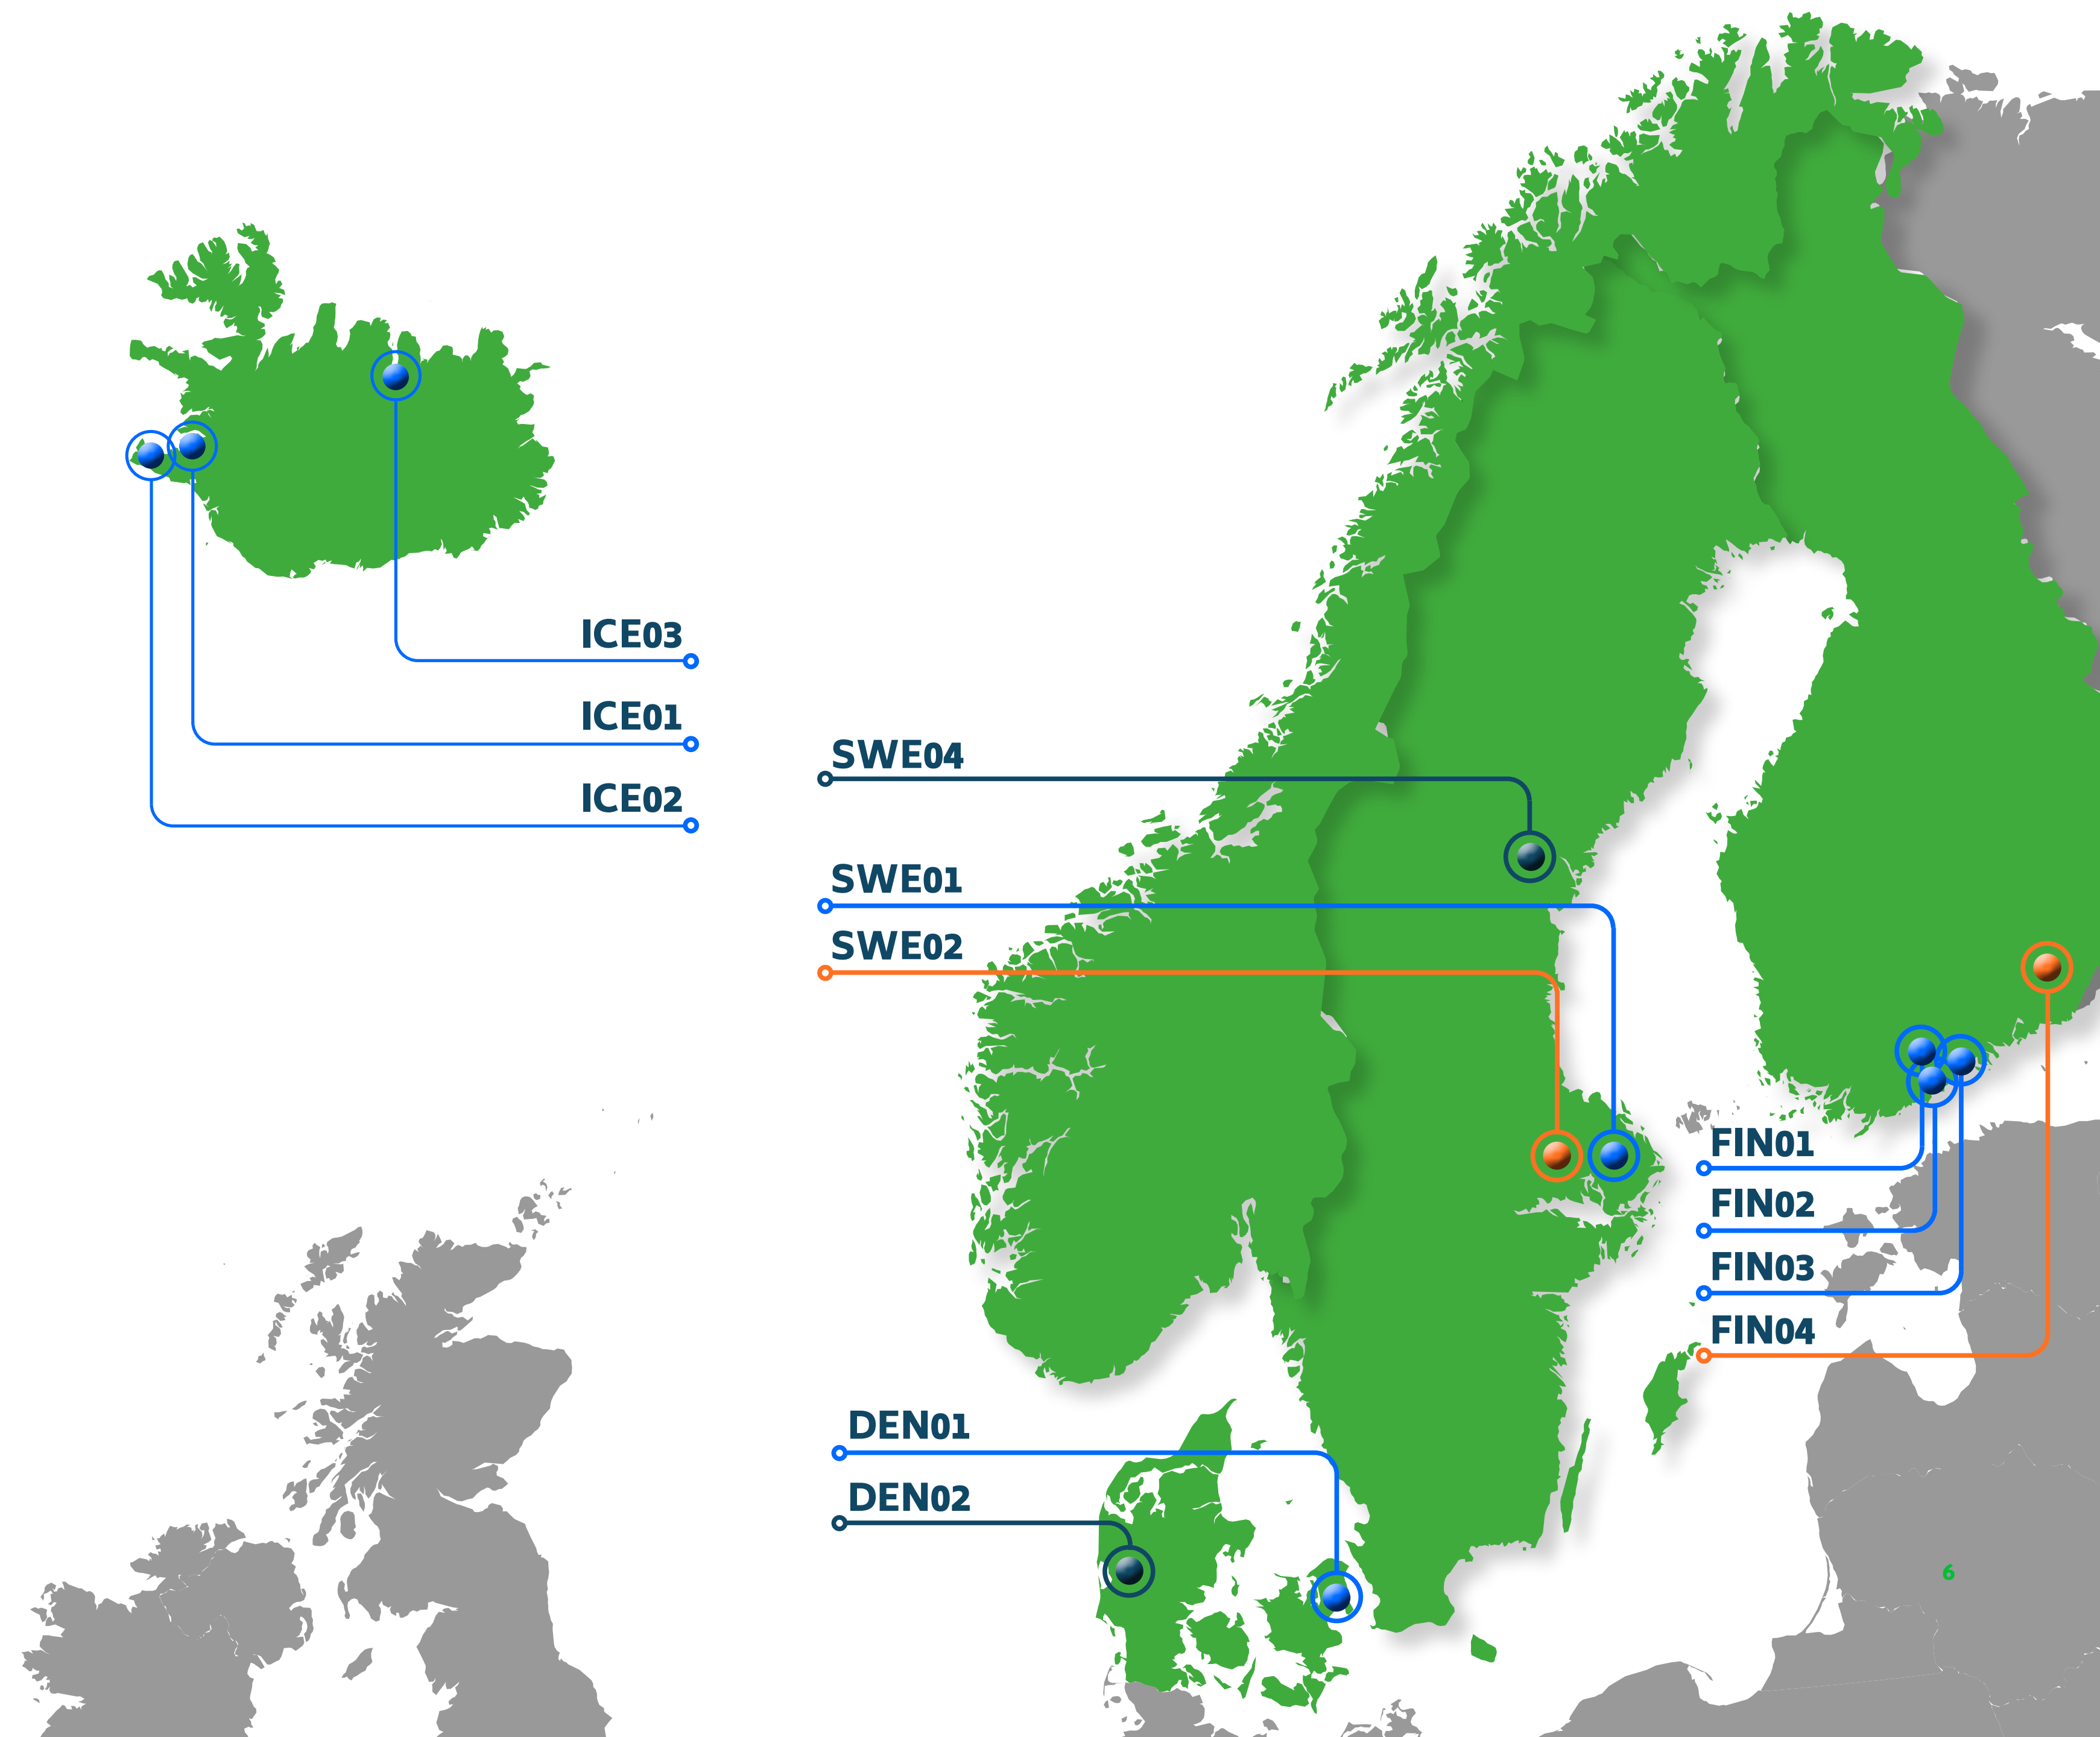 ICE03
ICE01
ICE02
SWE04
SWE01
SWE02
FIN01
FIN02
FIN03
FIN04
DEN01
DEN02
6